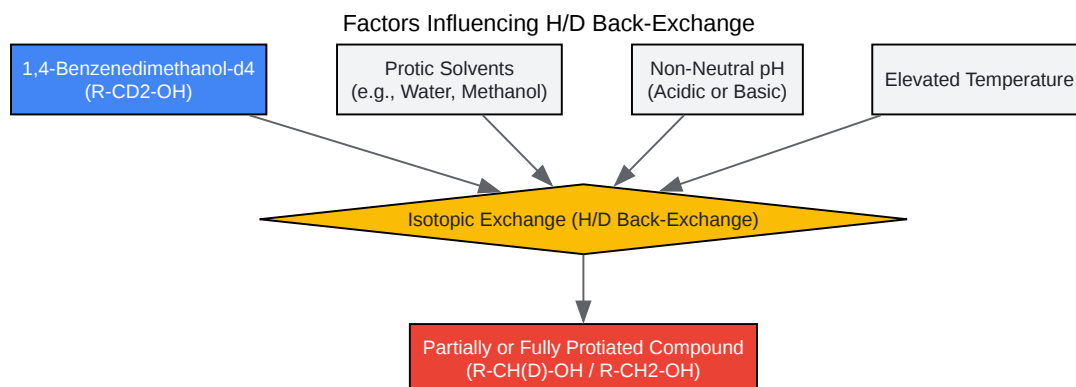 Factors Influencing H/D Back-Exchange
1,4-Benzenedimethanol-d4
(R-CD2-OH)
Protic Solvents
(e.g., Water, Methanol)
Non-Neutral pH
(Acidic or Basic)
Elevated Temperature
Isotopic Exchange (H/D Back-Exchange)
Partially or Fully Protiated Compound
(R-CH(D)-OH / R-CH2-OH)